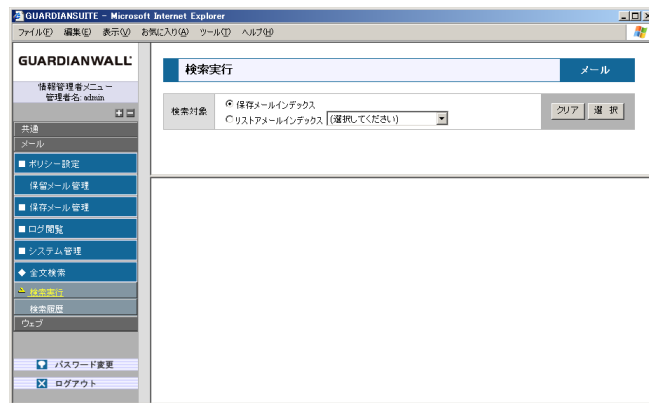 GUARDIANSUITE - Microsoft Internet Explorer
ファイル(F) 編集(E) 表示(V) お気に入り(A) ツール(T) ヘルプ(H)
GUARDIANWALL
情報管理者メニュー
管理者名: admin
共通
メール
■ ポリシー設定
保留メール管理
■ 保存メール管理
■ ログ閲覧
■ システム管理
◆ 全文検索
検索実行
検索履歴
ウェブ
パスワード変更
ログアウト
検索実行 メール
検索対象
保存メールインデックス
リストアメールインデックス (選択してください)
クリア 選 択